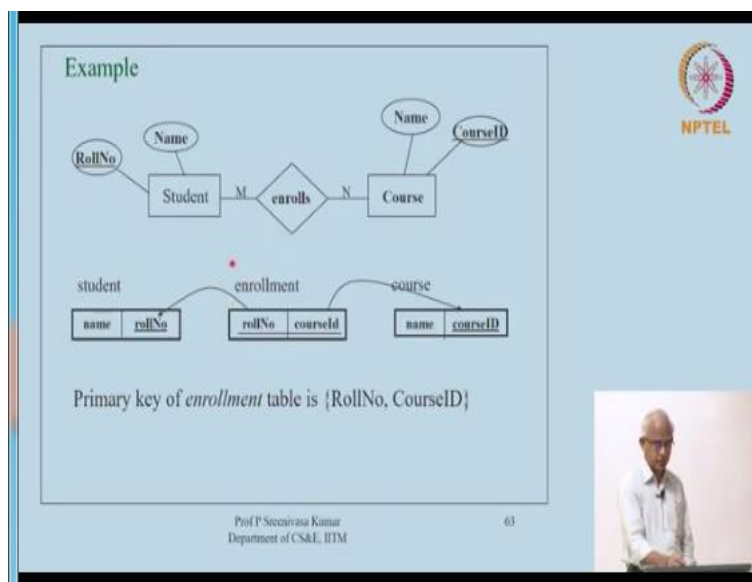 Example
NPTEL
Name
RollNo
Student
M
enrolls
N
Name
CourseID
Course
student
enrollment
course
name rollNo
rollNo courseId
name courseID
Primary key of enrollment table is {RollNo, CourseID}
Prof P Sreenivasa Kumar
Department of CS&E, IITM
63